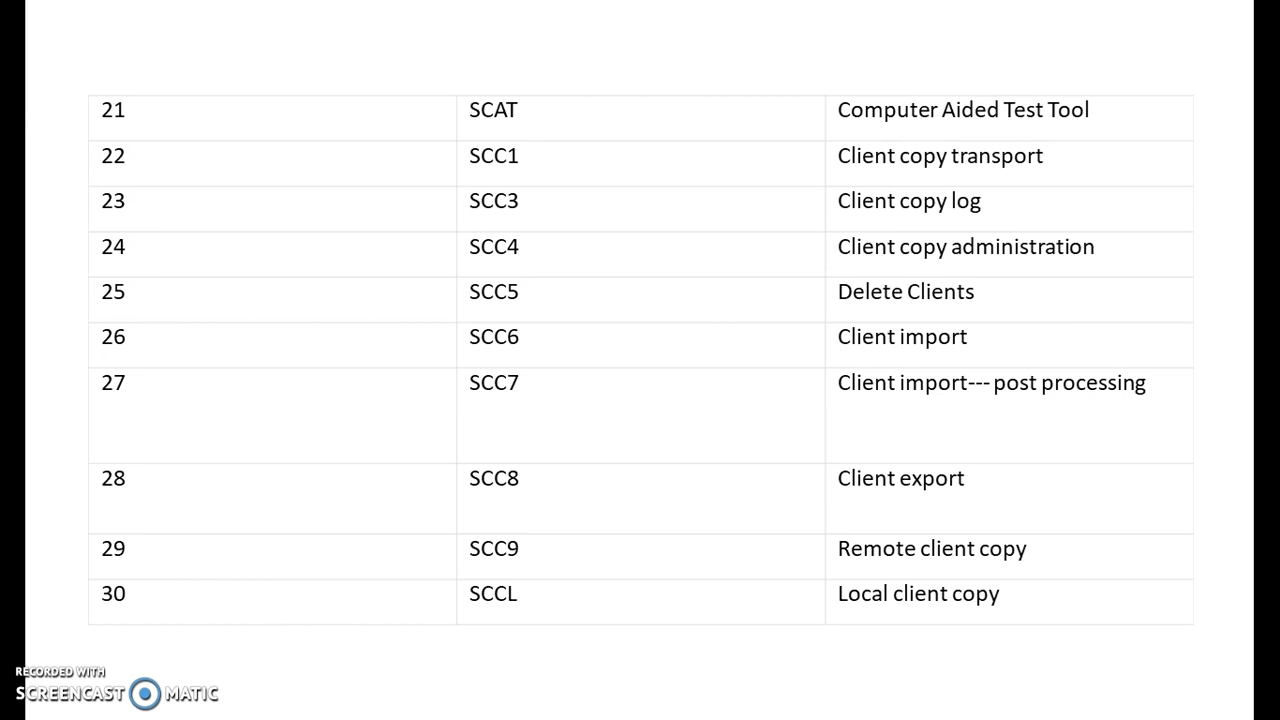 21 SCAT Computer Aided Test Tool
22 SCC1 Client copy transport
23 SCC3 Client copy log
24 SCC4 Client copy administration
25 SCC5 Delete Clients
26 SCC6 Client import
27 SCC7 Client import--- post processing
28 SCC8 Client export
29 SCC9 Remote client copy
30 SCCL Local client copy
RECORDED WITH
SCREENCAST MATIC